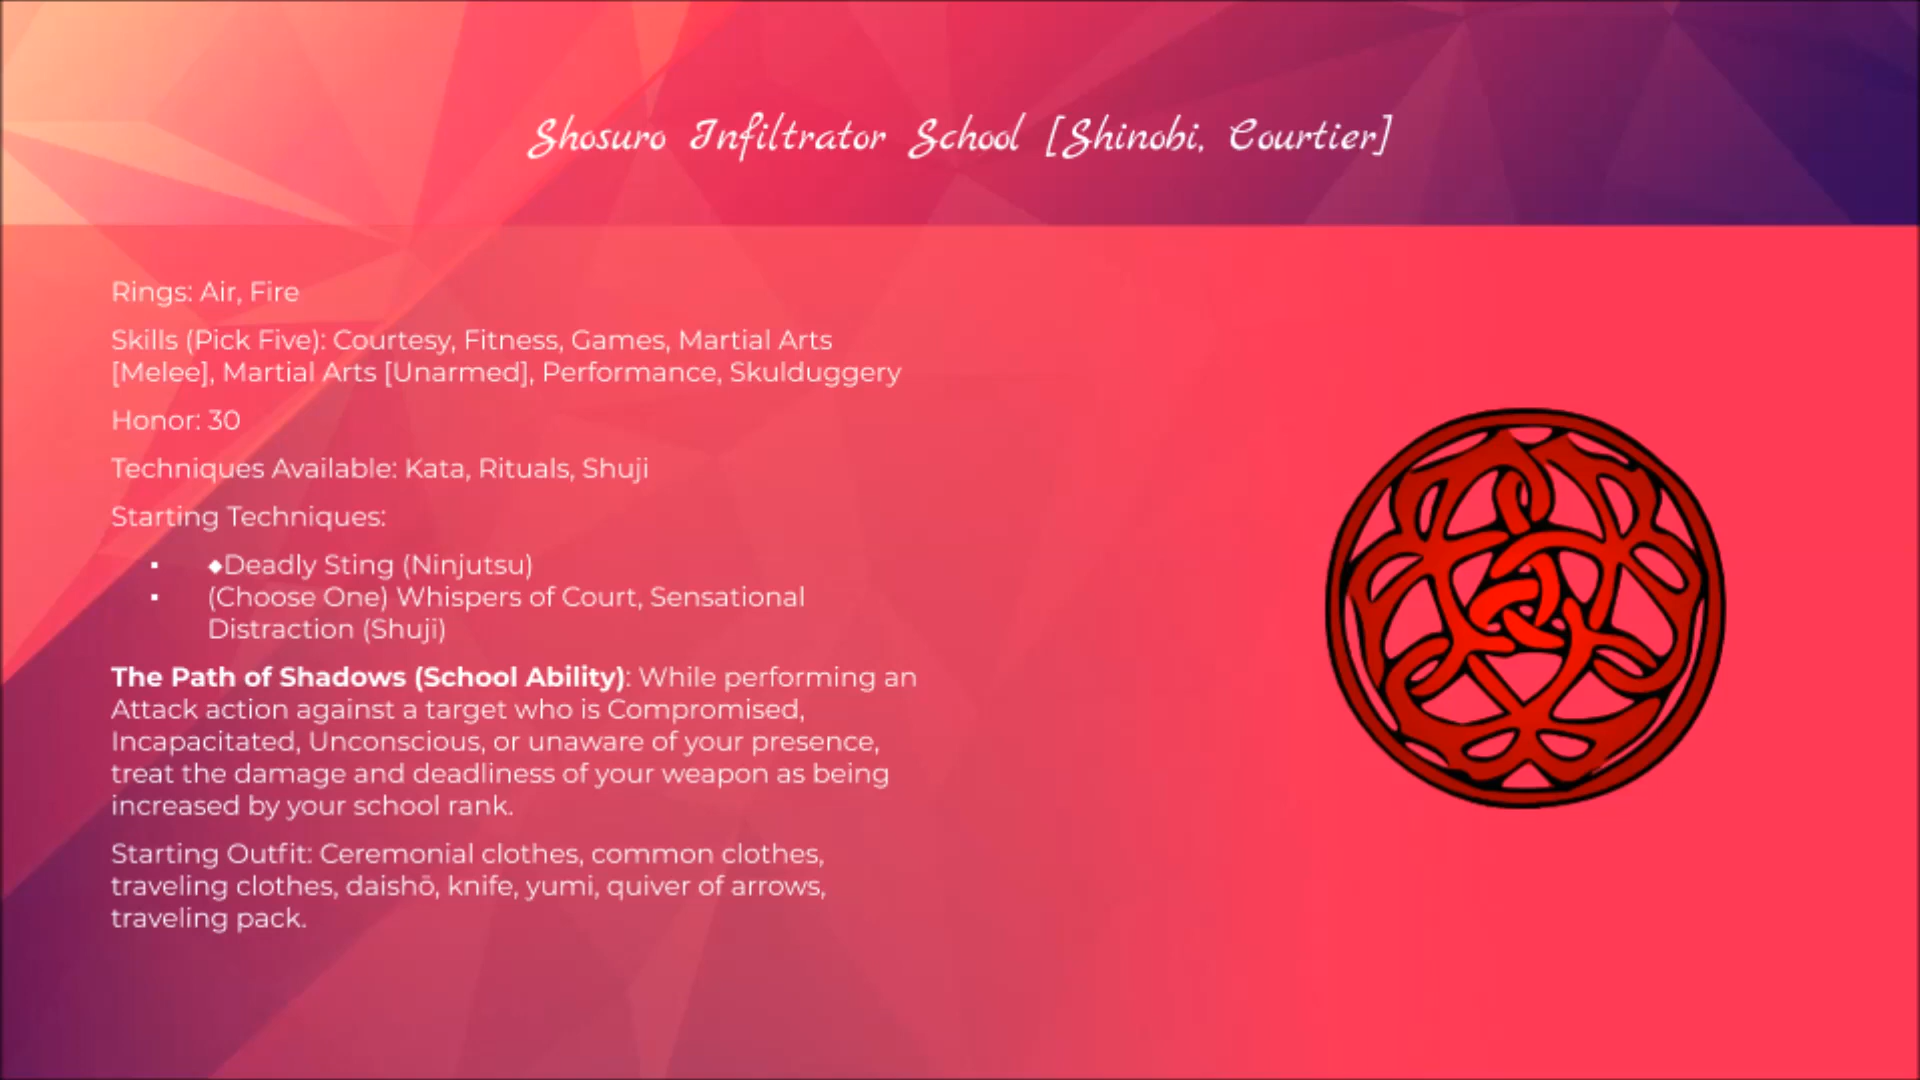 Shosuro Infiltrator School [Shinobi, Courtier]
Rings: Air, Fire
Skills (Pick Five): Courtesy, Fitness, Games, Martial Arts
[Melee], Martial Arts [Unarmed], Performance, Skulduggery
Honor: 30
Techniques Available: Kata, Rituals, Shuji
Starting Techniques:
▪ ◆Deadly Sting (Ninjutsu)
▪ (Choose One) Whispers of Court, Sensational
Distraction (Shuji)
The Path of Shadows (School Ability): While performing an
Attack action against a target who is Compromised,
Incapacitated, Unconscious, or unaware of your presence,
treat the damage and deadliness of your weapon as being
increased by your school rank.
Starting Outfit: Ceremonial clothes, common clothes,
traveling clothes, daishō, knife, yumi, quiver of arrows,
traveling pack.